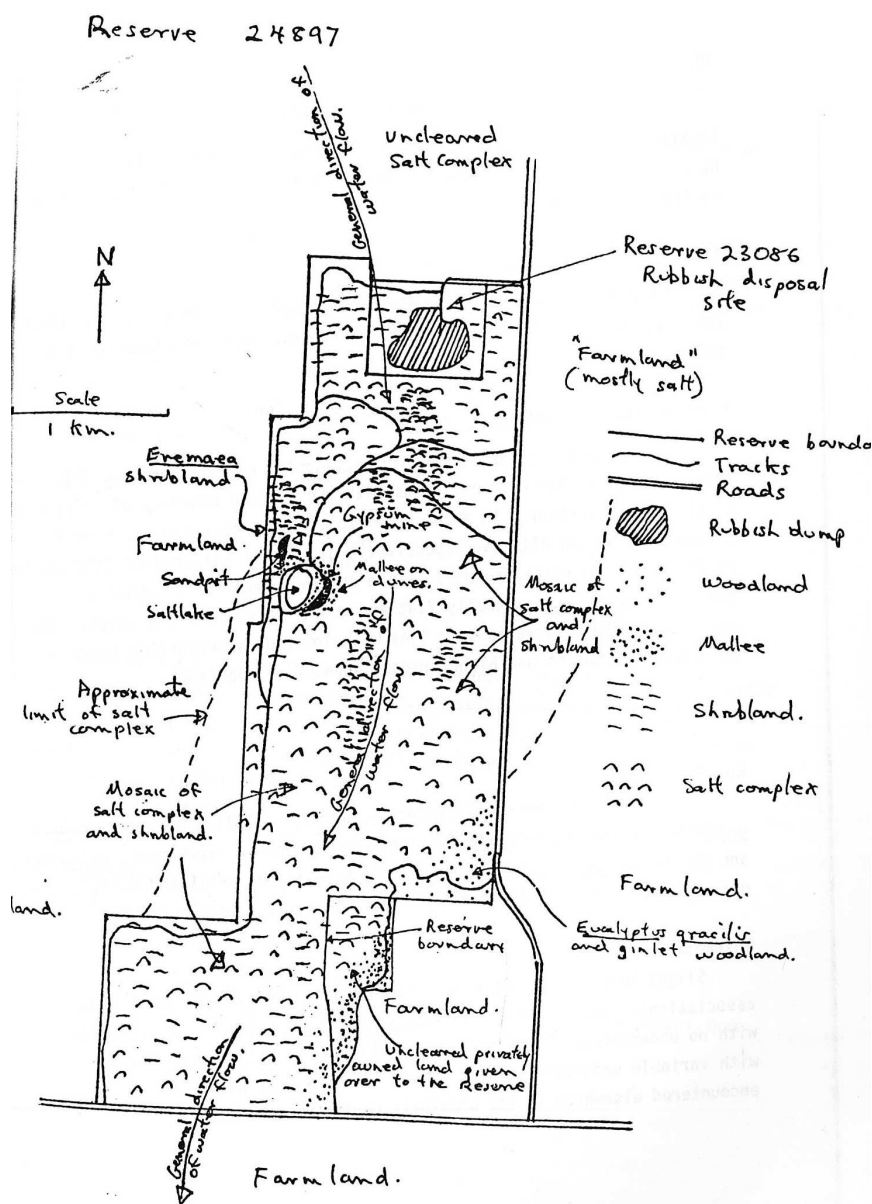 Reserve 24897
General direction of
water flow.
uncleared
Salt Complex
N
Reserve 23086
Rubbish disposal
site
"Farmland"
(mostly salt)
Scale
1 km.
Reserve bounda
Tracks
Roads
Rubbish dump
Woodland
Mallee
Shrubland.
Salt complex
Eremaea
shrubland
Farmland.
Sandpit
Saltlake
Gypsum
mine
Mallee on
dunes.
Mosaic of
salt complex
and
shrubland
General direction of
water flow
Approximate
limit of salt
complex
Mosaic of
salt complex
and shrubland.
land.
Farmland.
Eucalyptus gracilis
and gimlet woodland.
Reserve
boundary
Farmland.
Uncleared privately
owned land given
over to the Reserve
General direction
of water flow.
Farmland.